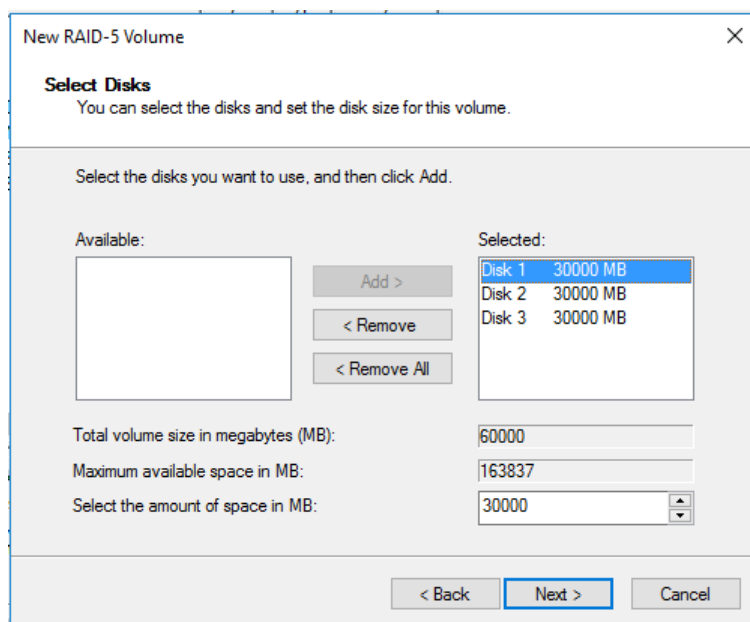 New RAID-5 Volume
Select Disks
You can select the disks and set the disk size for this volume.
Select the disks you want to use, and then click Add.
Available:
Selected:
Add >
< Remove
< Remove All
Disk 1 30000 MB
Disk 2 30000 MB
Disk 3 30000 MB
Total volume size in megabytes (MB): 60000
Maximum available space in MB: 163837
Select the amount of space in MB: 30000
< Back Next > Cancel